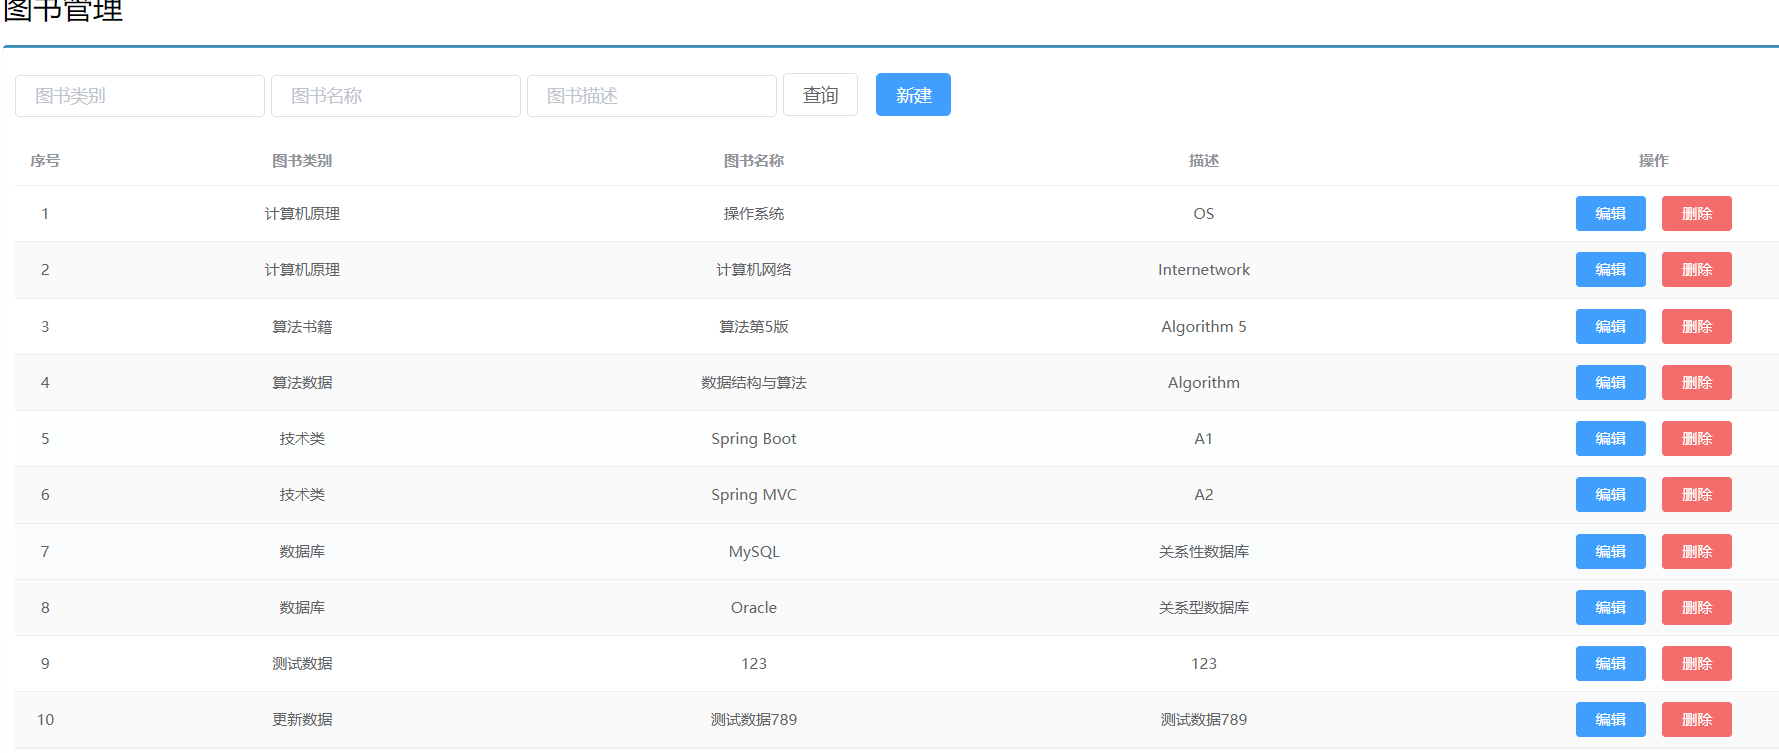 图书管理
图书类别 图书名称 图书描述 查询 新建
序号 图书类别 图书名称 描述 操作
1 计算机原理 操作系统 OS 编辑 删除
2 计算机原理 计算机网络 Internetwork 编辑 删除
3 算法书籍 算法第5版 Algorithm 5 编辑 删除
4 算法数据 数据结构与算法 Algorithm 编辑 删除
5 技术类 Spring Boot A1 编辑 删除
6 技术类 Spring MVC A2 编辑 删除
7 数据库 MySQL 关系性数据库 编辑 删除
8 数据库 Oracle 关系型数据库 编辑 删除
9 测试数据 123 123 编辑 删除
10 更新数据 测试数据789 测试数据789 编辑 删除